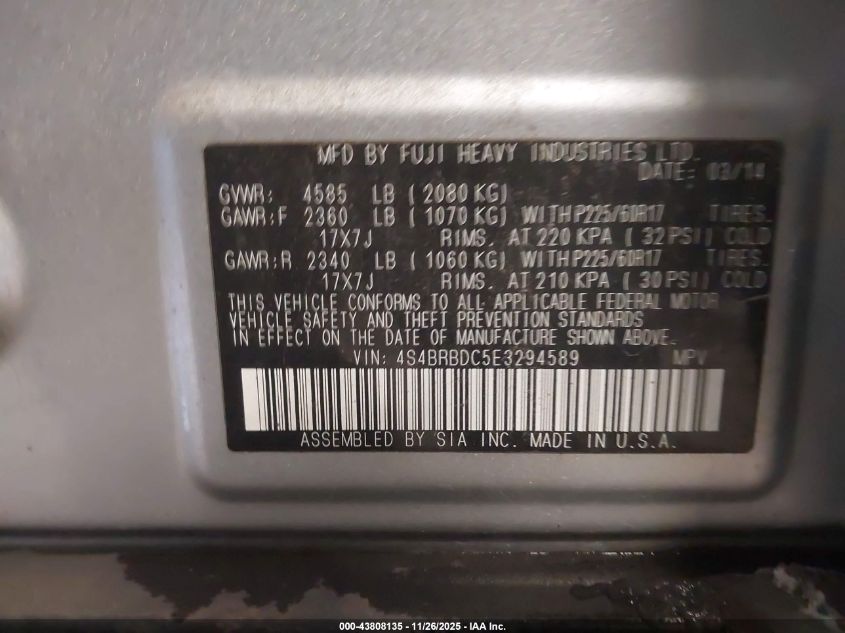 MFD BY FUJI HEAVY INDUSTRIES LTD.
DATE: 03/14
GVWR: 4585 LB ( 2080 KG)
GAWR:F 2360 LB ( 1070 KG) WITH P225/60R17 TIRES.
17X7J RIMS. AT 220 KPA ( 32 PSI) COLD
GAWR:R 2340 LB ( 1060 KG) WITH P225/60R17 TIRES.
17X7J RIMS. AT 210 KPA ( 30 PSI) COLD
THIS VEHICLE CONFORMS TO ALL APPLICABLE FEDERAL MOTOR
VEHICLE SAFETY AND THEFT PREVENTION STANDARDS
IN EFFECT ON THE DATE OF MANUFACTURE SHOWN ABOVE.
VIN: 4S4BRBDC5E3294589 MPV
ASSEMBLED BY SIA INC. MADE IN U.S.A.
000-43808135 - 11/26/2025 - IAA Inc.